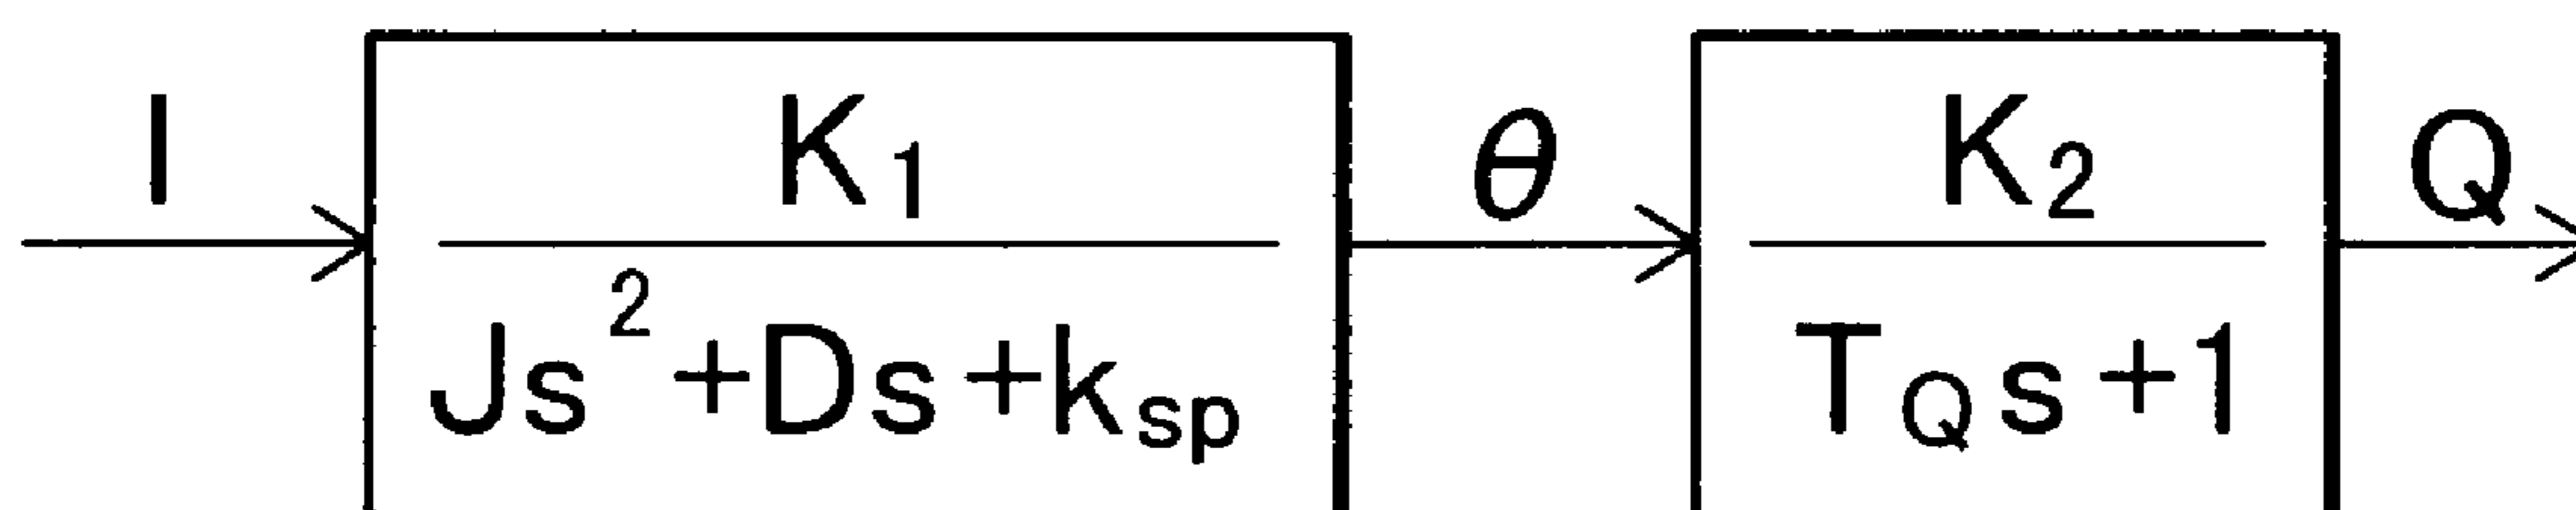 I
K1
Js2+Ds+ksp
θ
K2
TQs+1
Q